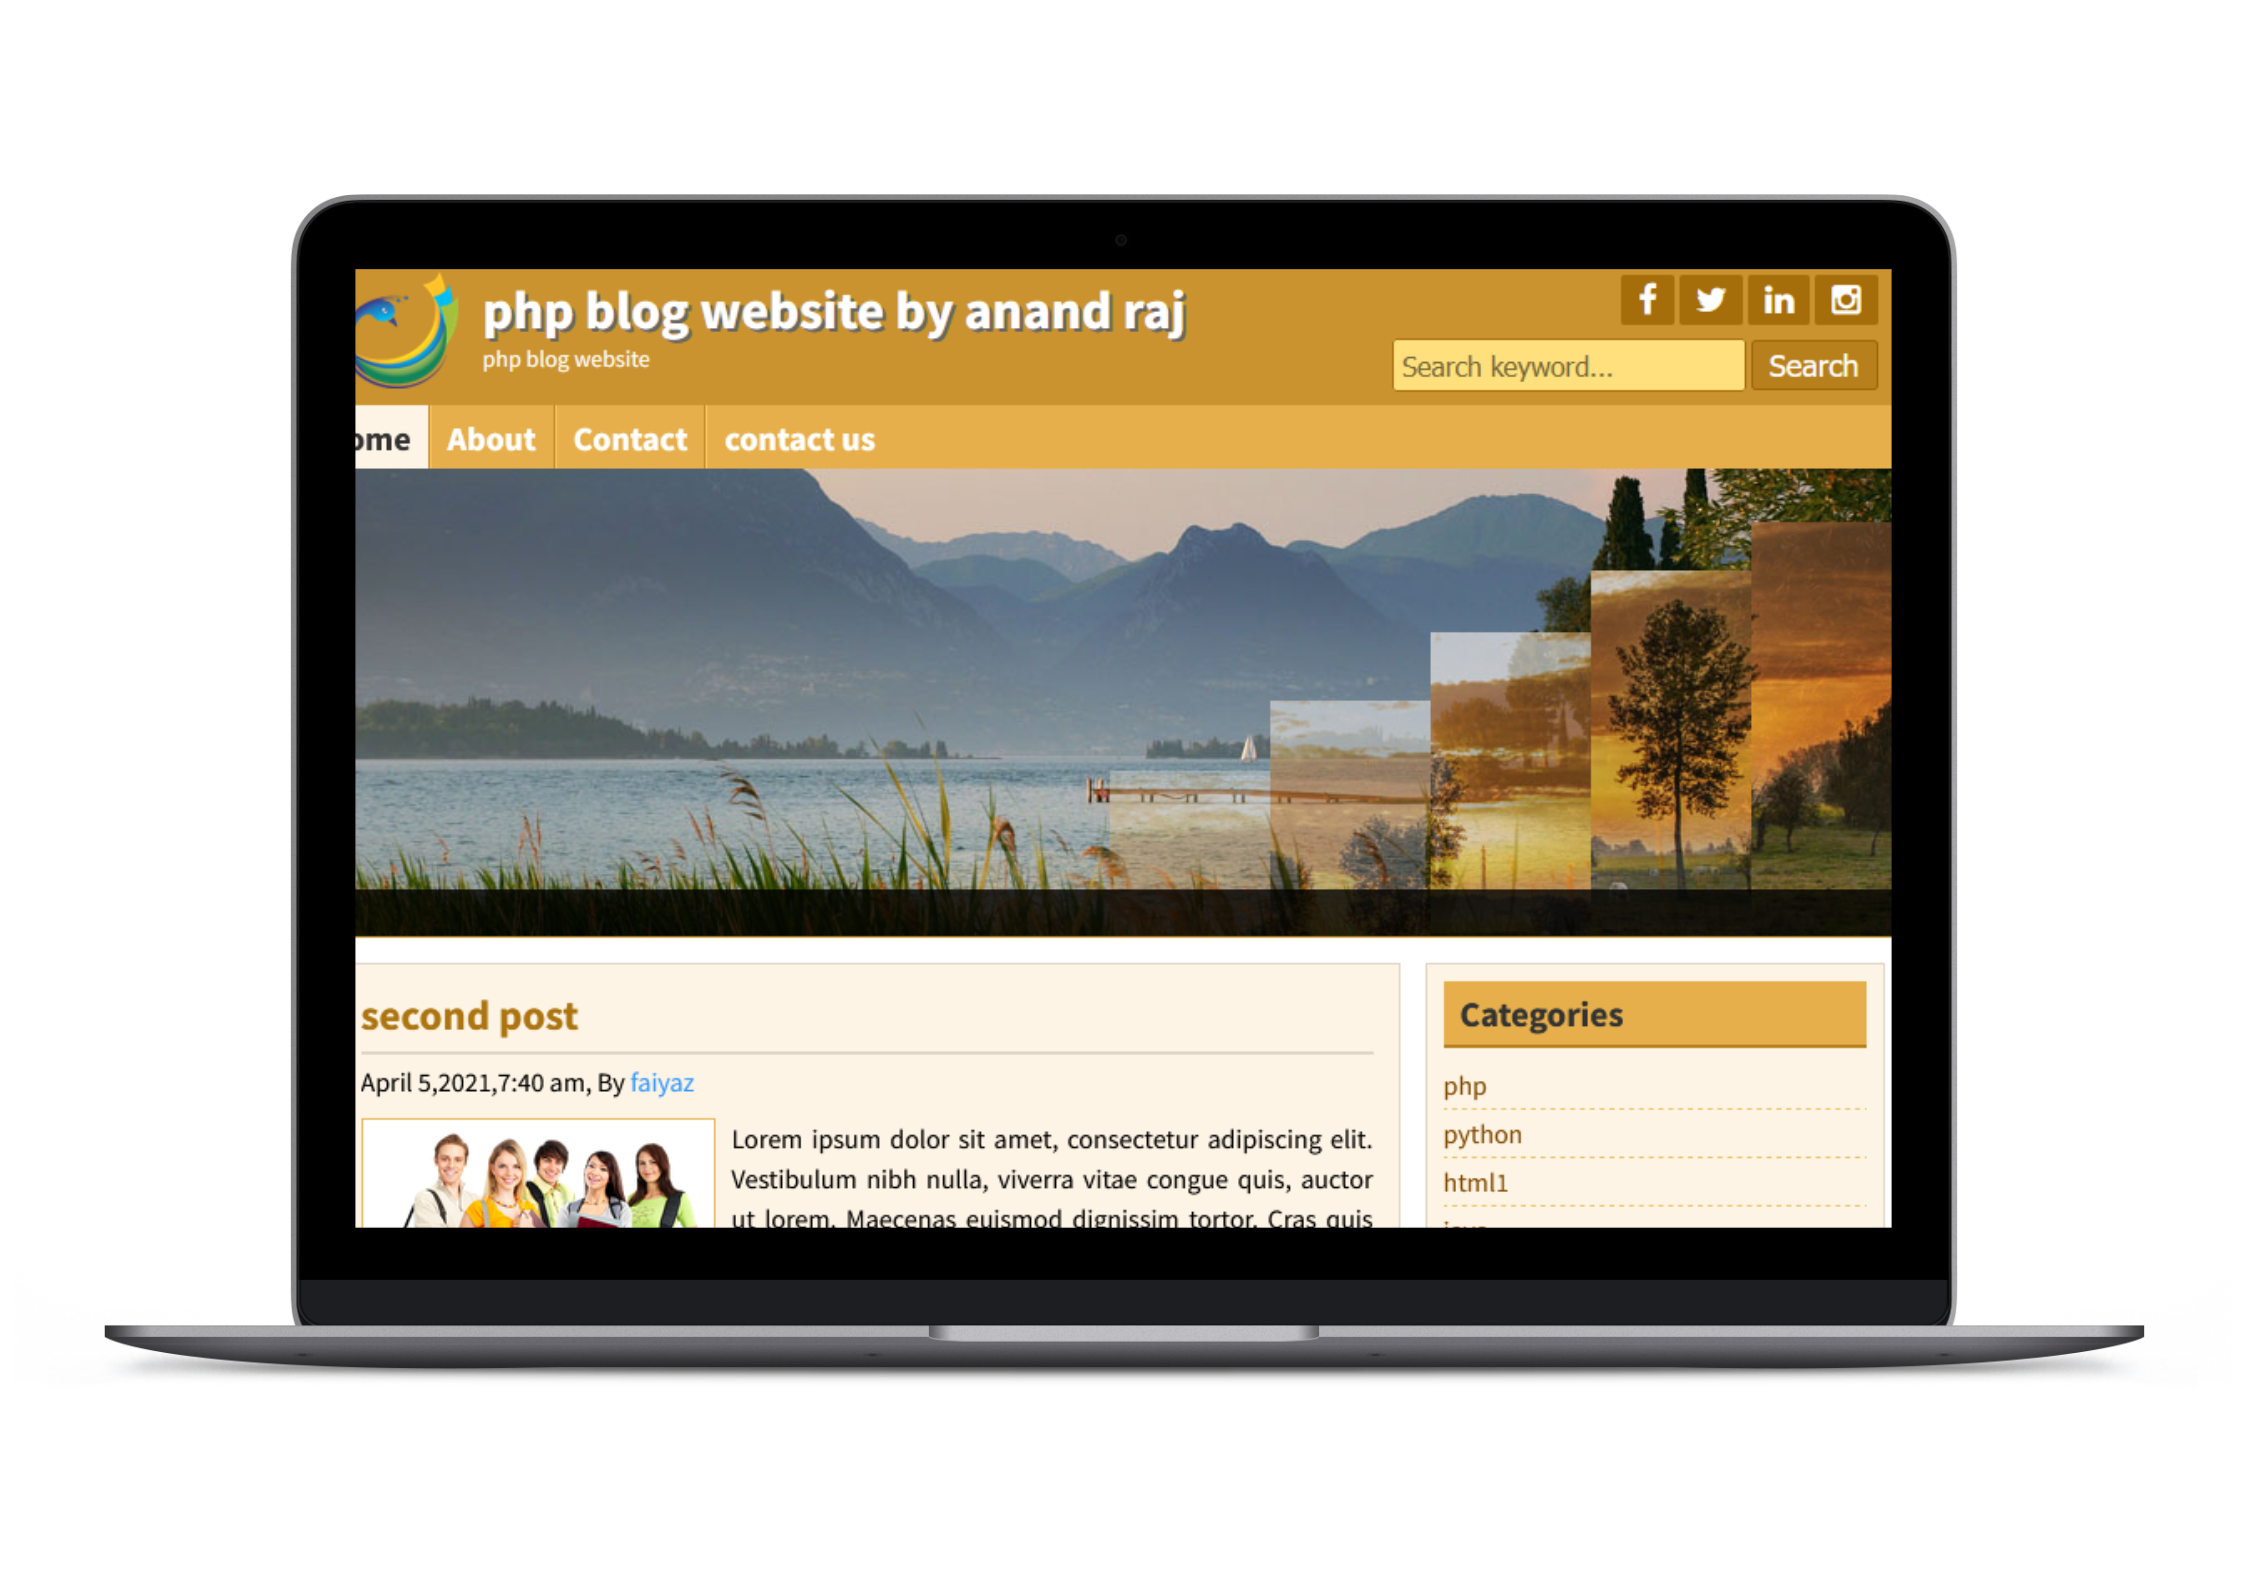 php blog website by anand raj
php blog website
Search keyword...
Search
ome
About
Contact
contact us
second post
April 5,2021,7:40 am, By faiyaz
Lorem ipsum dolor sit amet, consectetur adipiscing elit.
Vestibulum nibh nulla, viverra vitae congue quis, auctor
ut lorem. Maecenas euismod dignissim tortor. Cras quis
Categories
php
python
html1